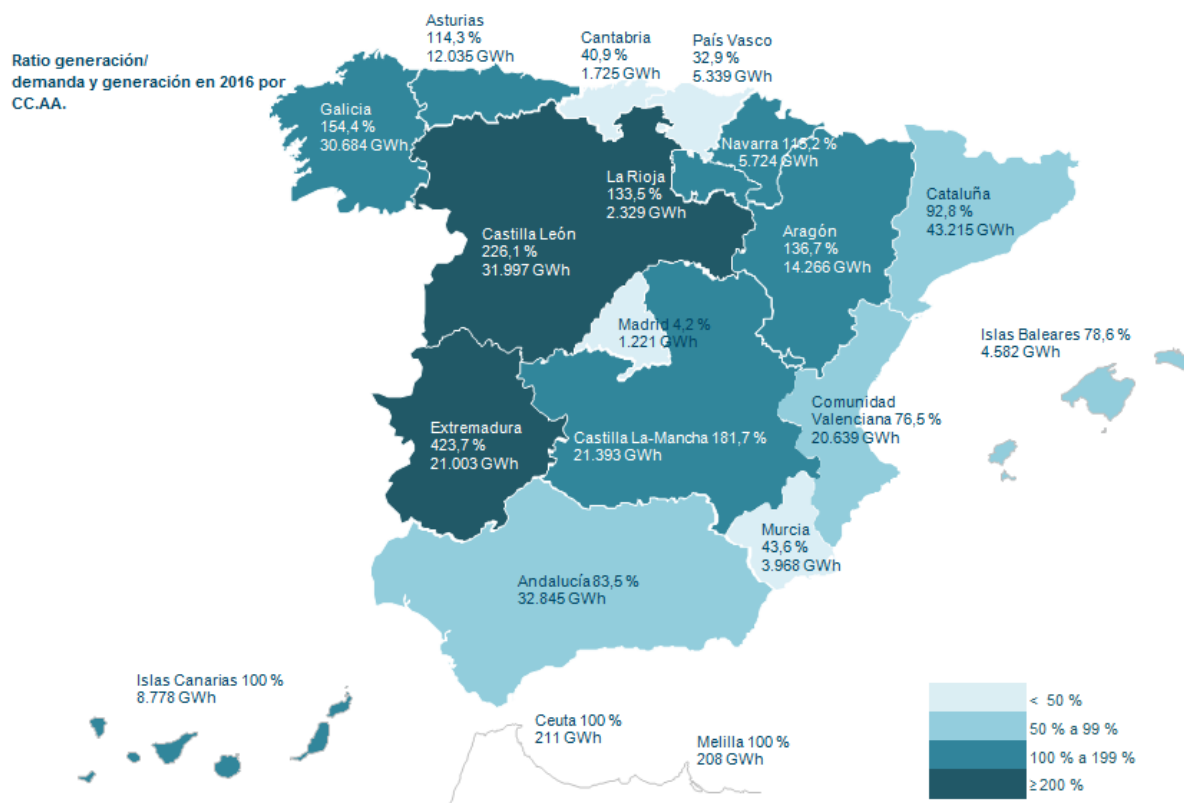 Ratio generación/
demanda y generación en 2016 por
CC.AA.
Asturias
114,3 %
12.035 GWh
Cantabria
40,9 %
1.725 GWh
País Vasco
32,9 %
5.339 GWh
Galicia
154,4 %
30.684 GWh
Navarra 115,2 %
5.724 GWh
La Rioja
133,5 %
2.329 GWh
Cataluña
92,8 %
43.215 GWh
Castilla León
226,1 %
31.997 GWh
Aragón
136,7 %
14.266 GWh
Madrid 4,2 %
1.221 GWh
Islas Baleares 78,6 %
4.582 GWh
Comunidad
Valenciana 76,5 %
20.639 GWh
Extremadura
423,7 %
21.003 GWh
Castilla La-Mancha 181,7 %
21.393 GWh
Murcia
43,6 %
3.968 GWh
Andalucía 83,5 %
32.845 GWh
Islas Canarias 100 %
8.778 GWh
Ceuta 100 %
211 GWh
Melilla 100 %
208 GWh
< 50 %
50 % a 99 %
100 % a 199 %
≥200 %